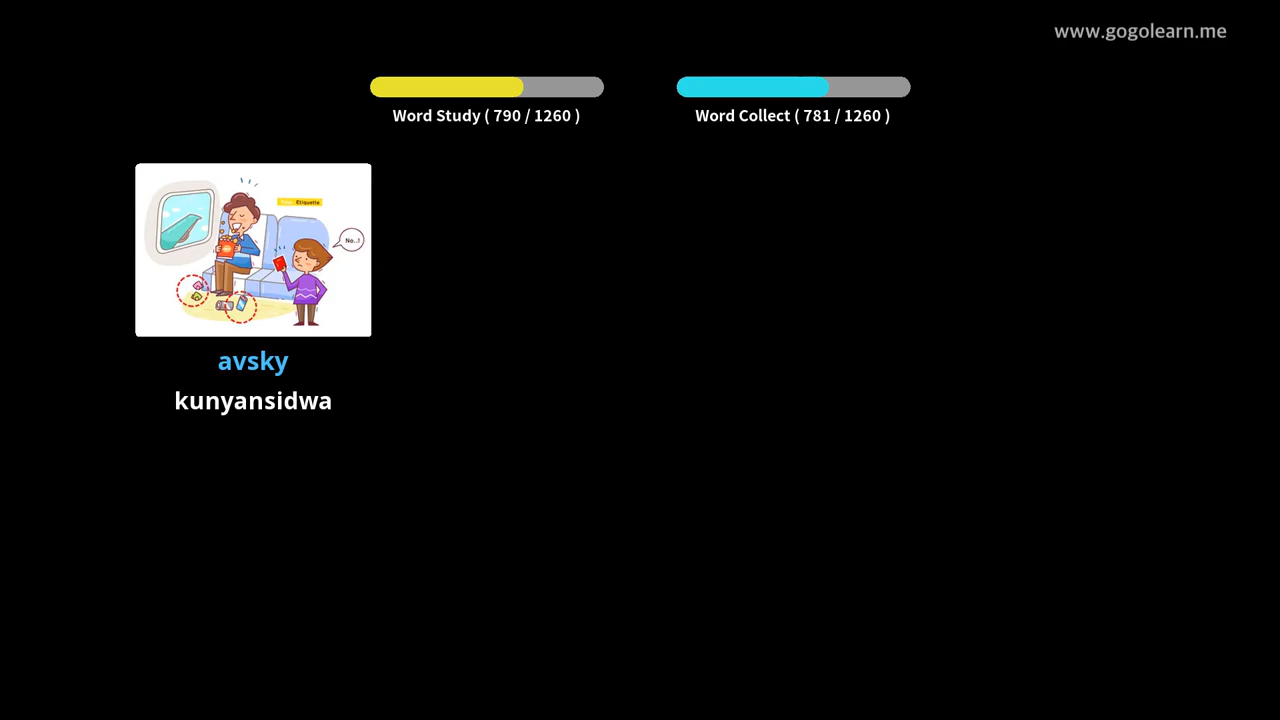 www.gogolearn.me
Word Study ( 790 / 1260 )
Word Collect ( 781 / 1260 )
Etiquette
No..!
avsky
kunyansidwa